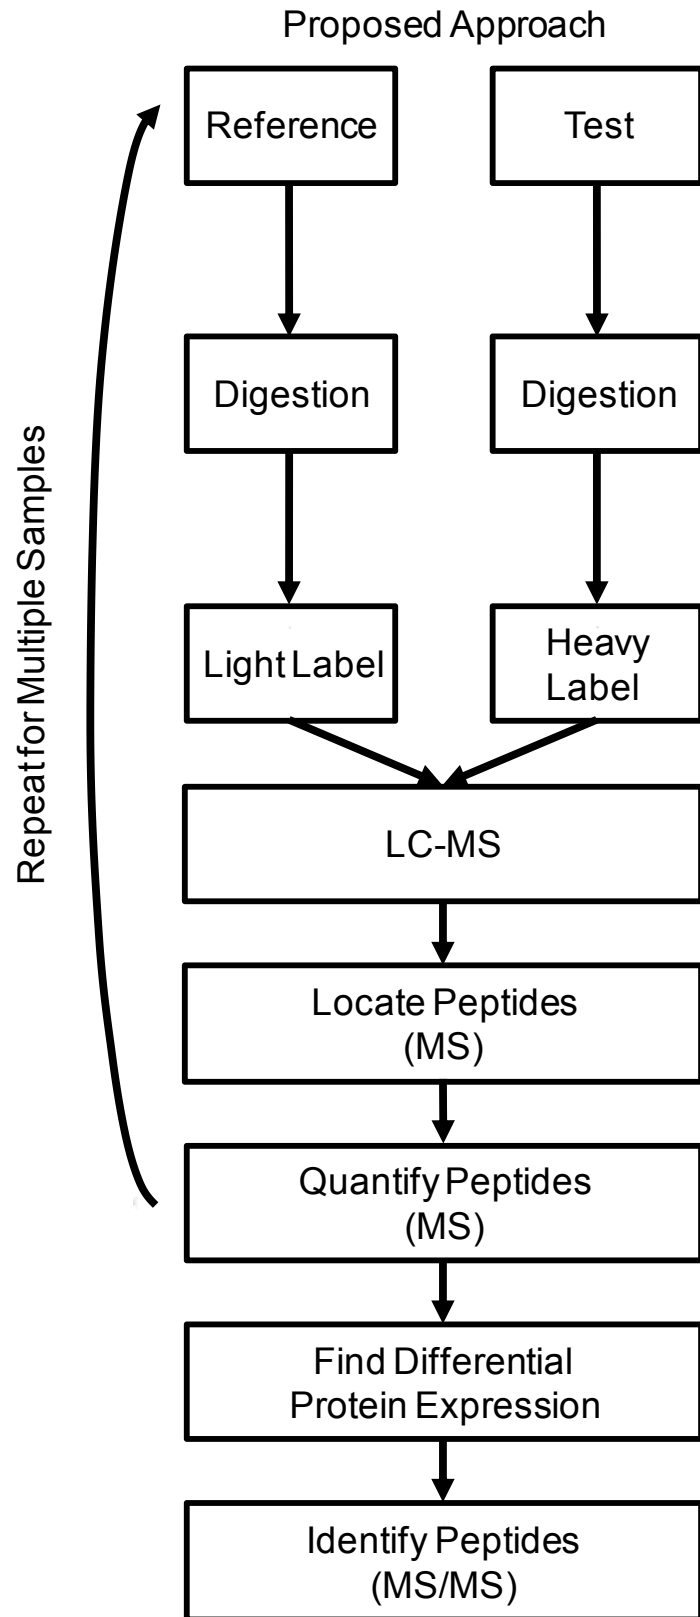 Proposed Approach
Reference
Test
Digestion
Digestion
Light Label
Heavy
Label
LC-MS
Locate Peptides
(MS)
Quantify Peptides
(MS)
Find Differential
Protein Expression
Identify Peptides
(MS/MS)
Repeat for Multiple Samples